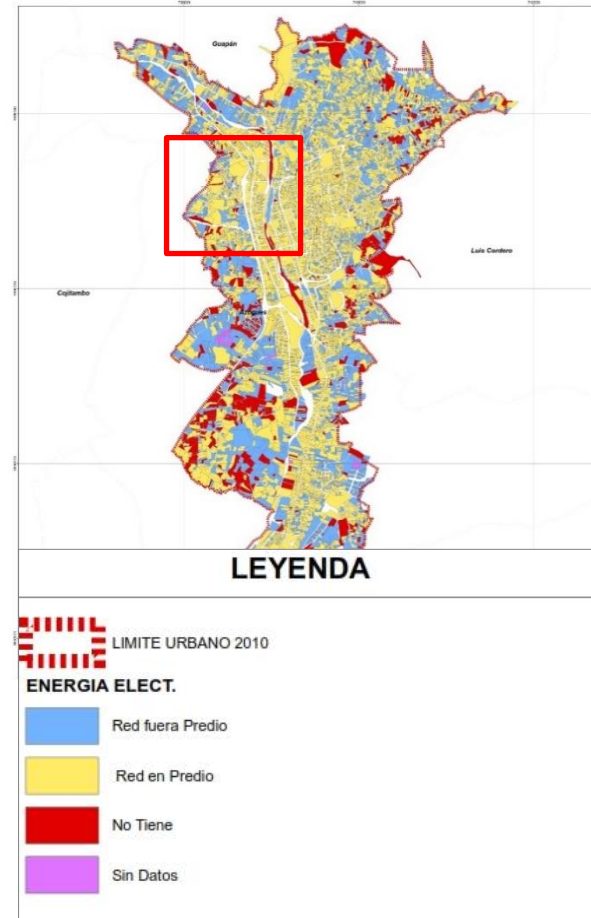 Guapán
Luis Cordero
Cojitambo
Azogues
LEYENDA
LIMITE URBANO 2010
ENERGIA ELECT.
Red fuera Predio
Red en Predio
No Tiene
Sin Datos